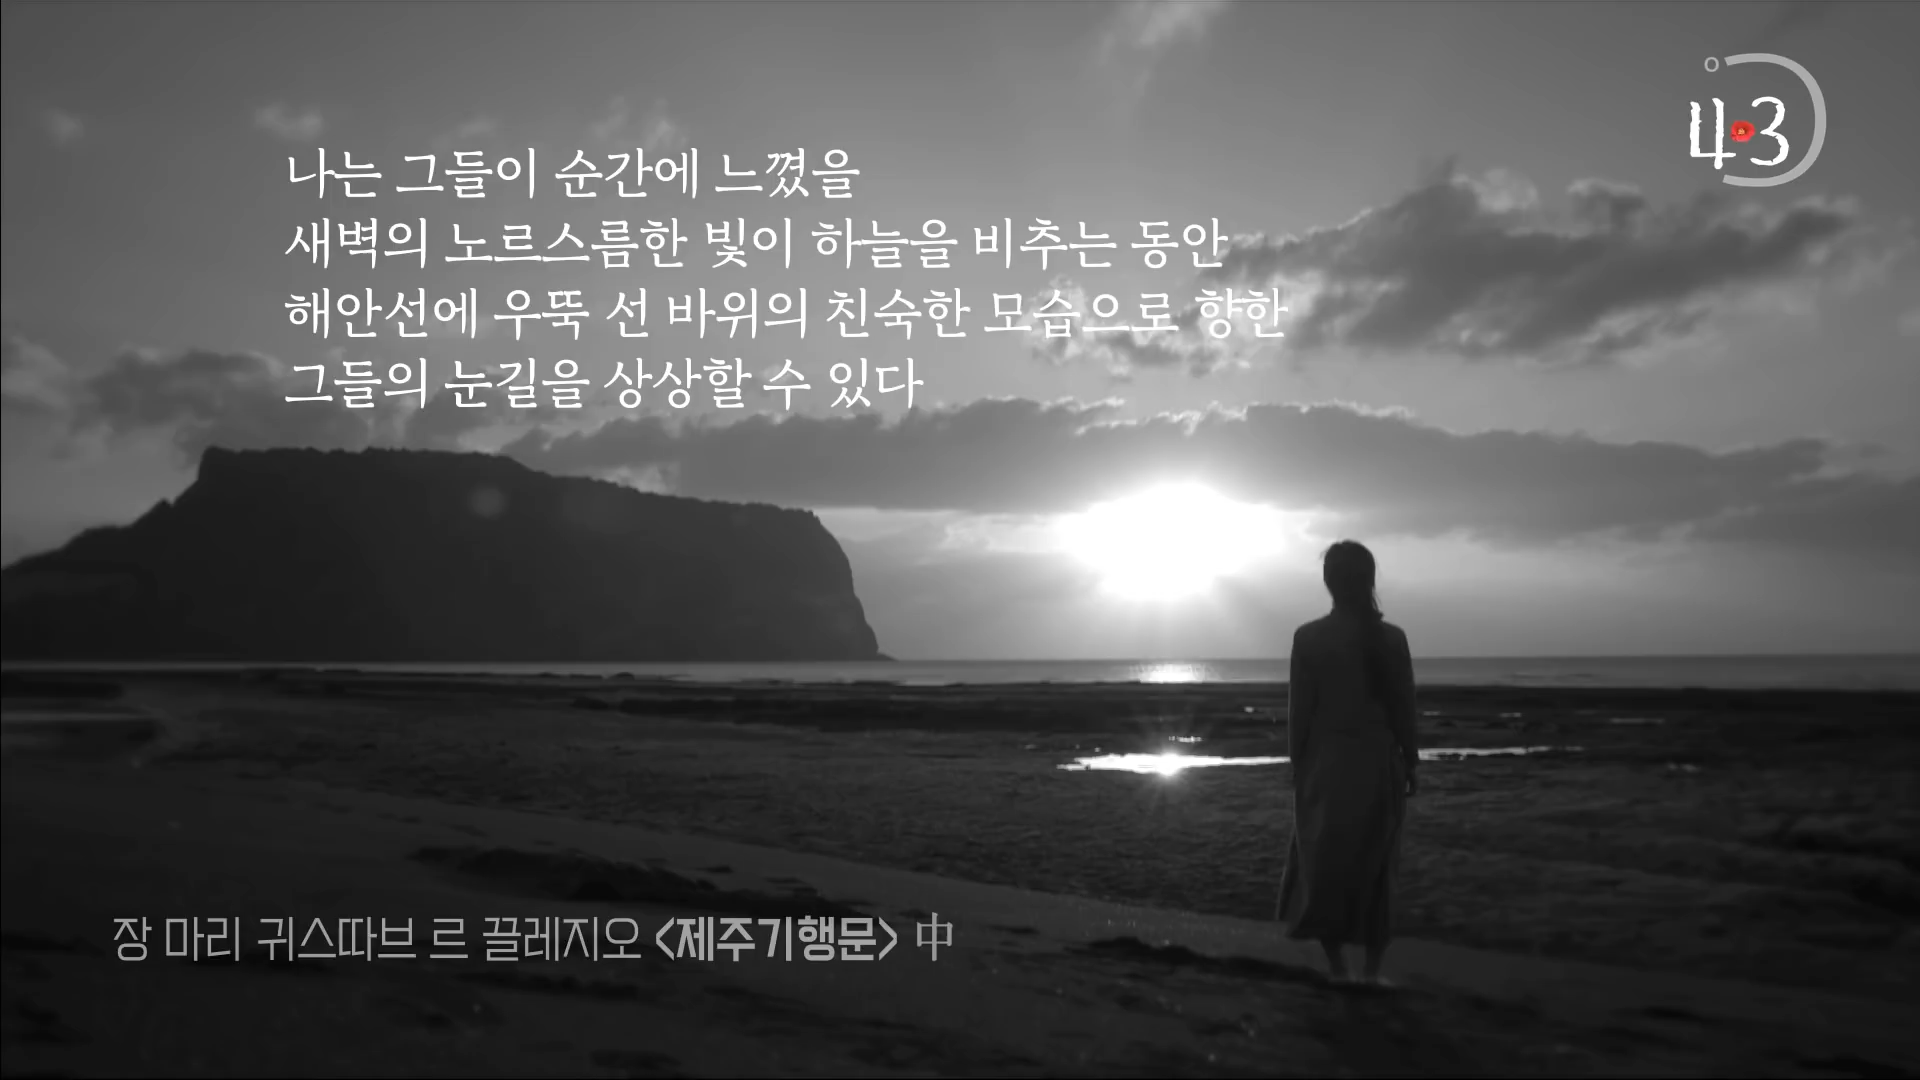 4·3
나는 그들이 순간에 느꼈을
새벽의 노르스름한 빛이 하늘을 비추는 동안
해안선에 우뚝 선 바위의 친숙한 모습으로 향한
그들의 눈길을 상상할 수 있다
장 마리 귀스따브 르 끌레지오 <제주기행문> 中